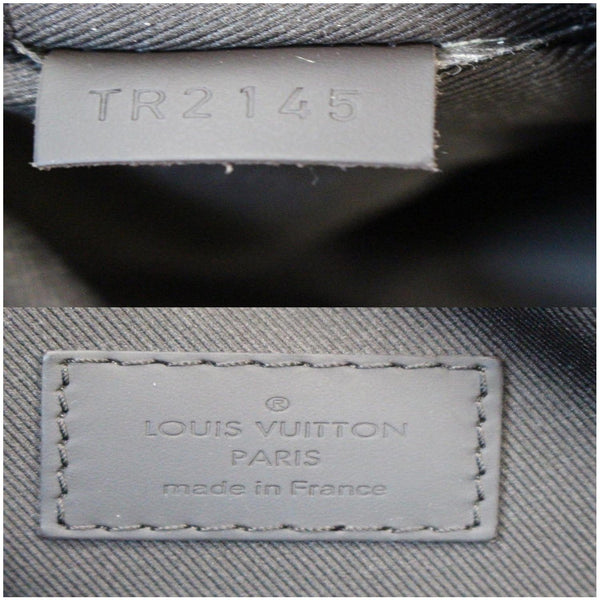 TR2145
®
LOUIS VUITTON
PARIS
made in France